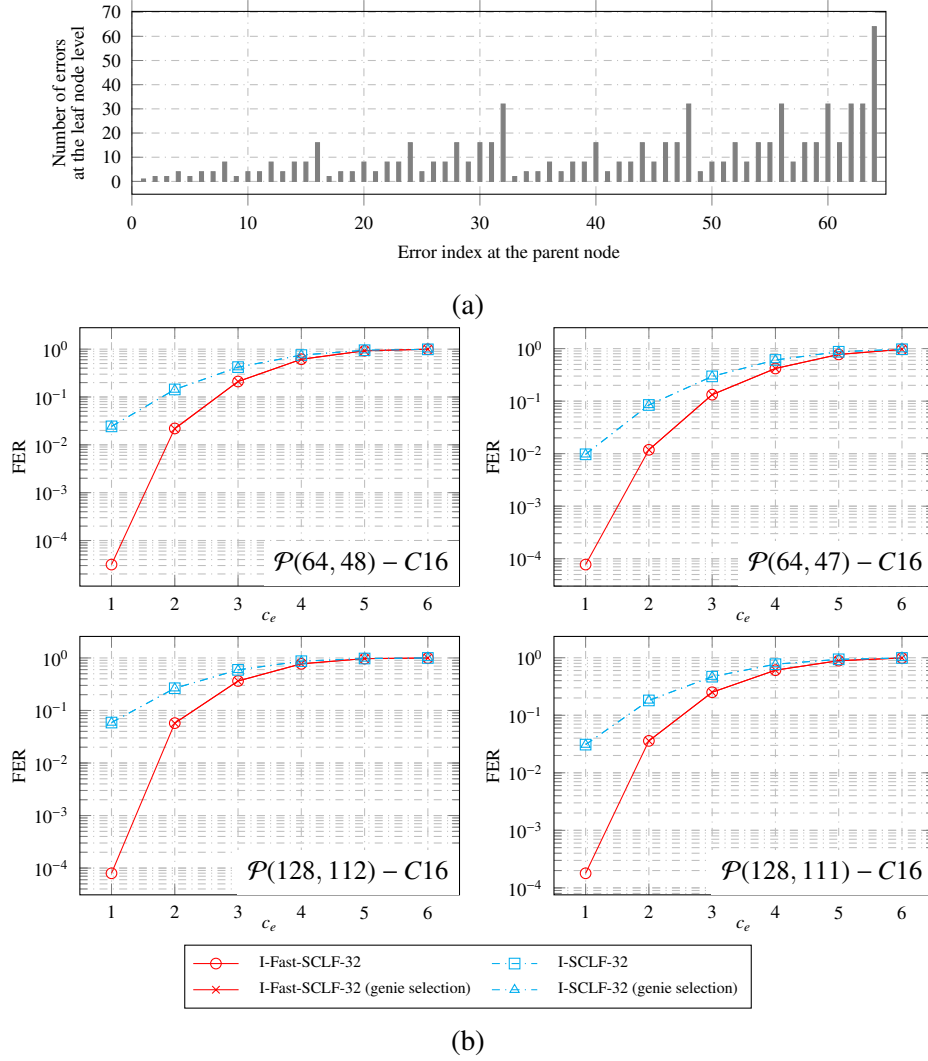 70
60
50
40
30
20
10
0
Number of errors
at the leaf node level
0 10 20 30 40 50 60
Error index at the parent node
(a)
10^0
10^−1
10^−2
10^−3
10^−4
FER
𝒫(64, 48) − C16
1 2 3 4 5 6
c_e
10^0
10^−1
10^−2
10^−3
10^−4
FER
𝒫(64, 47) − C16
1 2 3 4 5 6
c_e
10^0
10^−1
10^−2
10^−3
10^−4
FER
𝒫(128, 112) − C16
1 2 3 4 5 6
c_e
10^0
10^−1
10^−2
10^−3
10^−4
FER
𝒫(128, 111) − C16
1 2 3 4 5 6
c_e
I-Fast-SCLF-32 I-SCLF-32
I-Fast-SCLF-32 (genie selection) I-SCLF-32 (genie selection)
(b)